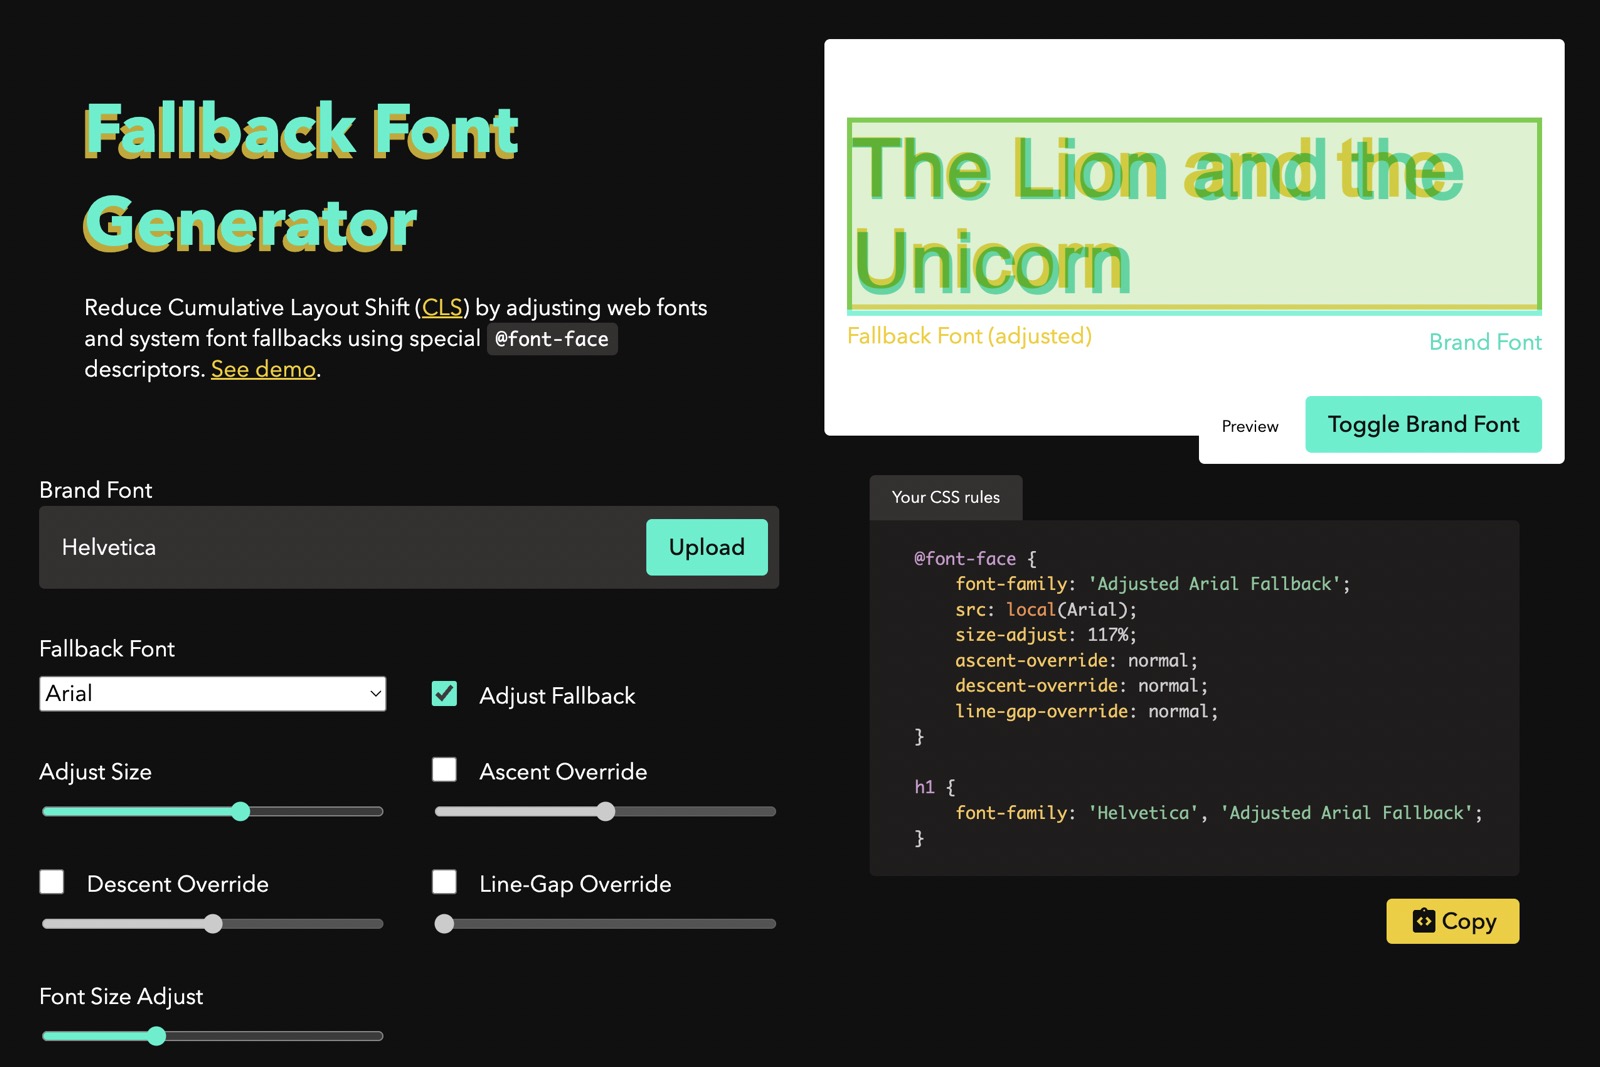 Fallback Font
Generator
Reduce Cumulative Layout Shift (CLS) by adjusting web fonts
and system font fallbacks using special @font-face
descriptors. See demo.
The Lion and the
Unicorn
Fallback Font (adjusted)
Brand Font
Preview
Toggle Brand Font
Brand Font
Helvetica
Upload
Fallback Font
Arial
Adjust Fallback
Adjust Size
Ascent Override
Descent Override
Line-Gap Override
Font Size Adjust
Your CSS rules
@font-face {
    font-family: 'Adjusted Arial Fallback';
    src: local(Arial);
    size-adjust: 117%;
    ascent-override: normal;
    descent-override: normal;
    line-gap-override: normal;
}
h1 {
    font-family: 'Helvetica', 'Adjusted Arial Fallback';
}
Copy